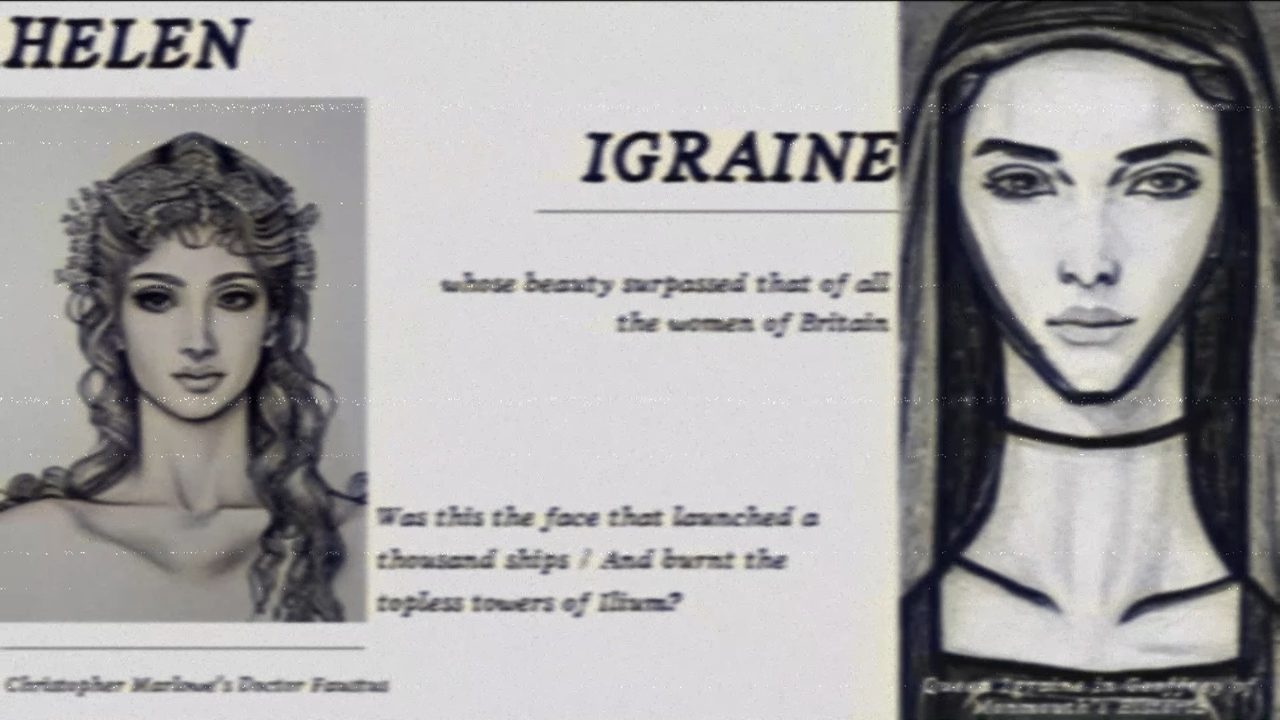 HELEN
IGRAINE
whose beauty surpassed that of all
the women of Britain
Was this the face that launched a
thousand ships / And burnt the
topless towers of Ilium?
Christopher Marlowe's Doctor Faustus
Queen Igraine in Geoffrey of
Monmouth's